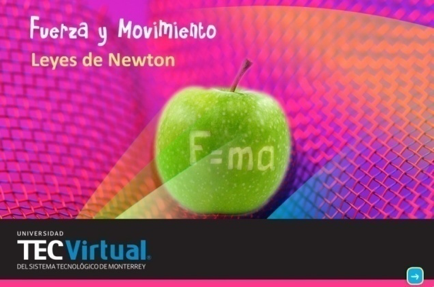 Fuerza y Movimiento
Leyes de Newton
F=ma
UNIVERSIDAD
TECVirtual®
DEL SISTEMA TECNOLÓGICO DE MONTERREY